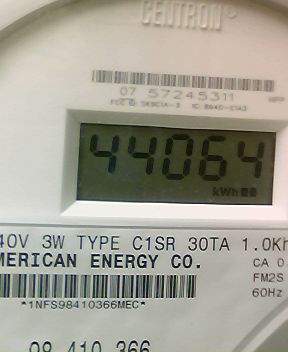 CENTRON®
07 57245311
44064
kWh
40V 3W TYPE C1SR 30TA 1.0Kh
MERICAN ENERGY CO.
CA 0.
FM2S
60Hz
*1NFS98410366MEC*
98 410 366